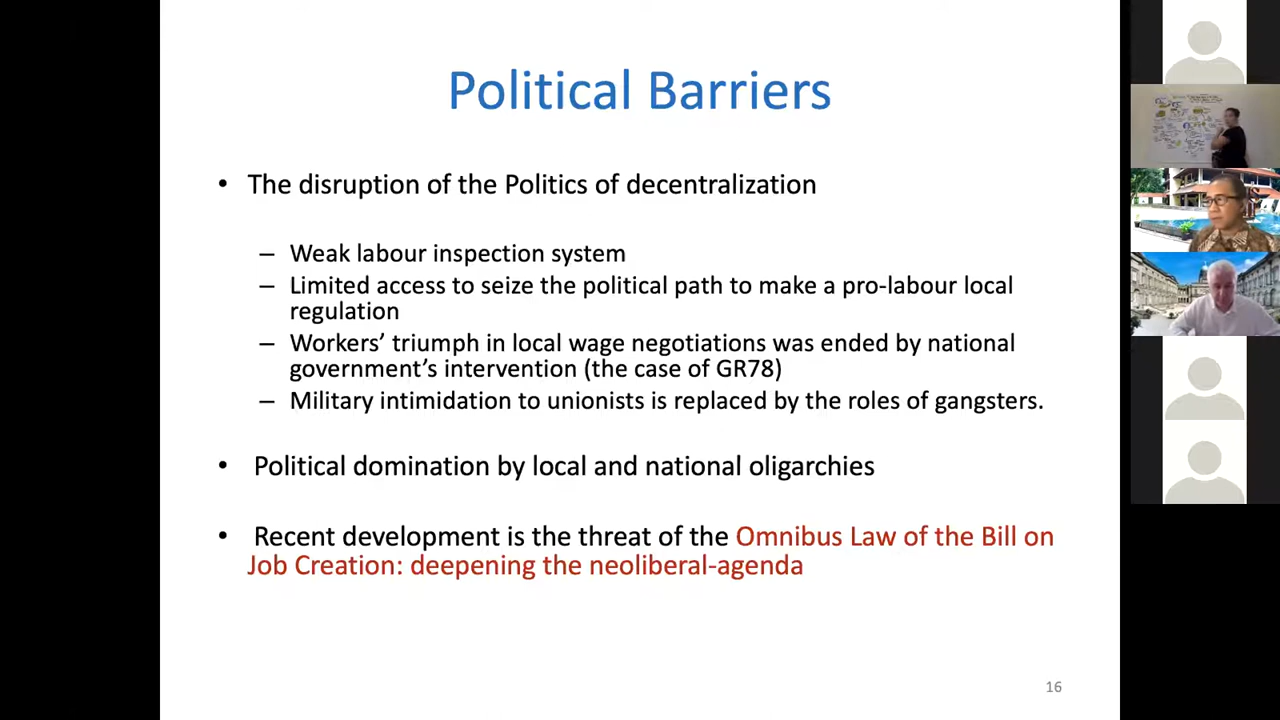 Political Barriers
• The disruption of the Politics of decentralization
– Weak labour inspection system
– Limited access to seize the political path to make a pro-labour local
regulation
– Workers’ triumph in local wage negotiations was ended by national
government’s intervention (the case of GR78)
– Military intimidation to unionists is replaced by the roles of gangsters.
• Political domination by local and national oligarchies
• Recent development is the threat of the Omnibus Law of the Bill on
Job Creation: deepening the neoliberal-agenda
16